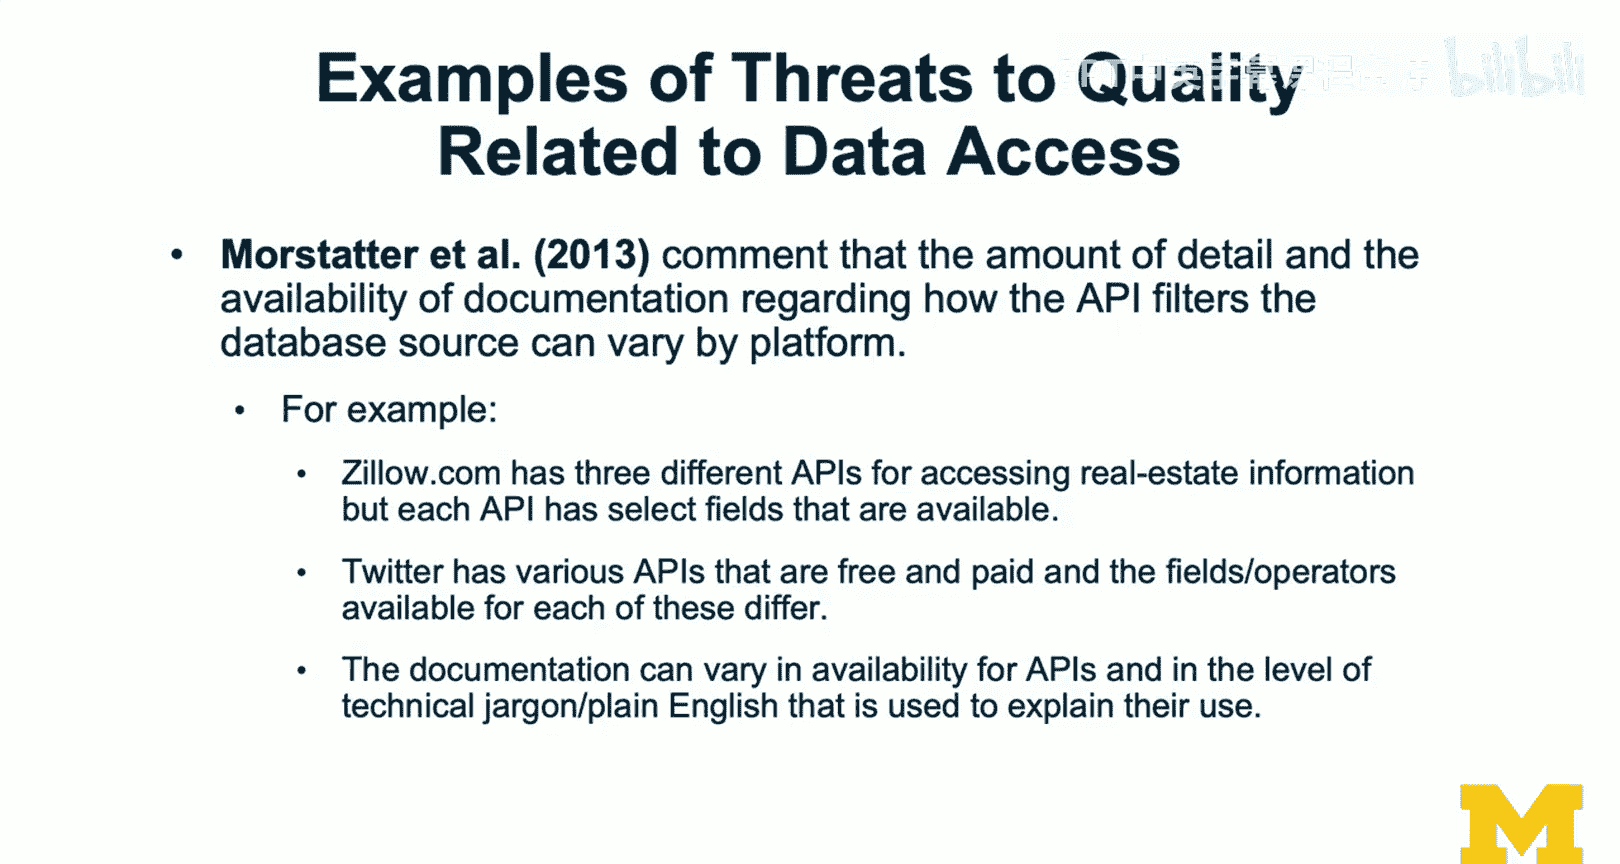 Examples of Threats to Quality
Related to Data Access
bilibili
• Morstatter et al. (2013) comment that the amount of detail and the
availability of documentation regarding how the API filters the
database source can vary by platform.
• For example:
• Zillow.com has three different APIs for accessing real-estate information
but each API has select fields that are available.
• Twitter has various APIs that are free and paid and the fields/operators
available for each of these differ.
• The documentation can vary in availability for APIs and in the level of
technical jargon/plain English that is used to explain their use.
M